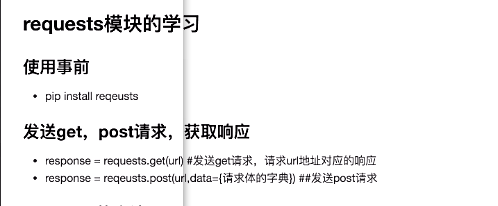 requests模块的学习
使用事前
• pip install reqeusts
发送get，post请求，获取响应
• response = requests.get(url) #发送get请求，请求url地址对应的响应
• response = reqeusts.post(url,data={请求体的字典}) ##发送post请求